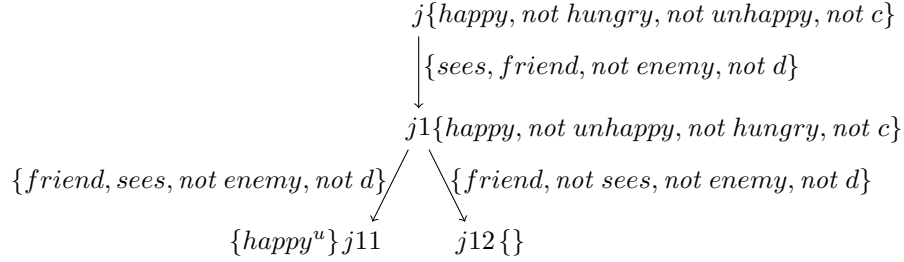 j{happy, not hungry, not unhappy, not c}
{sees, friend, not enemy, not d}
j1{happy, not unhappy, not hungry, not c}
{friend, sees, not enemy, not d} {friend, not sees, not enemy, not d}
{happy^u}j11 j12{}